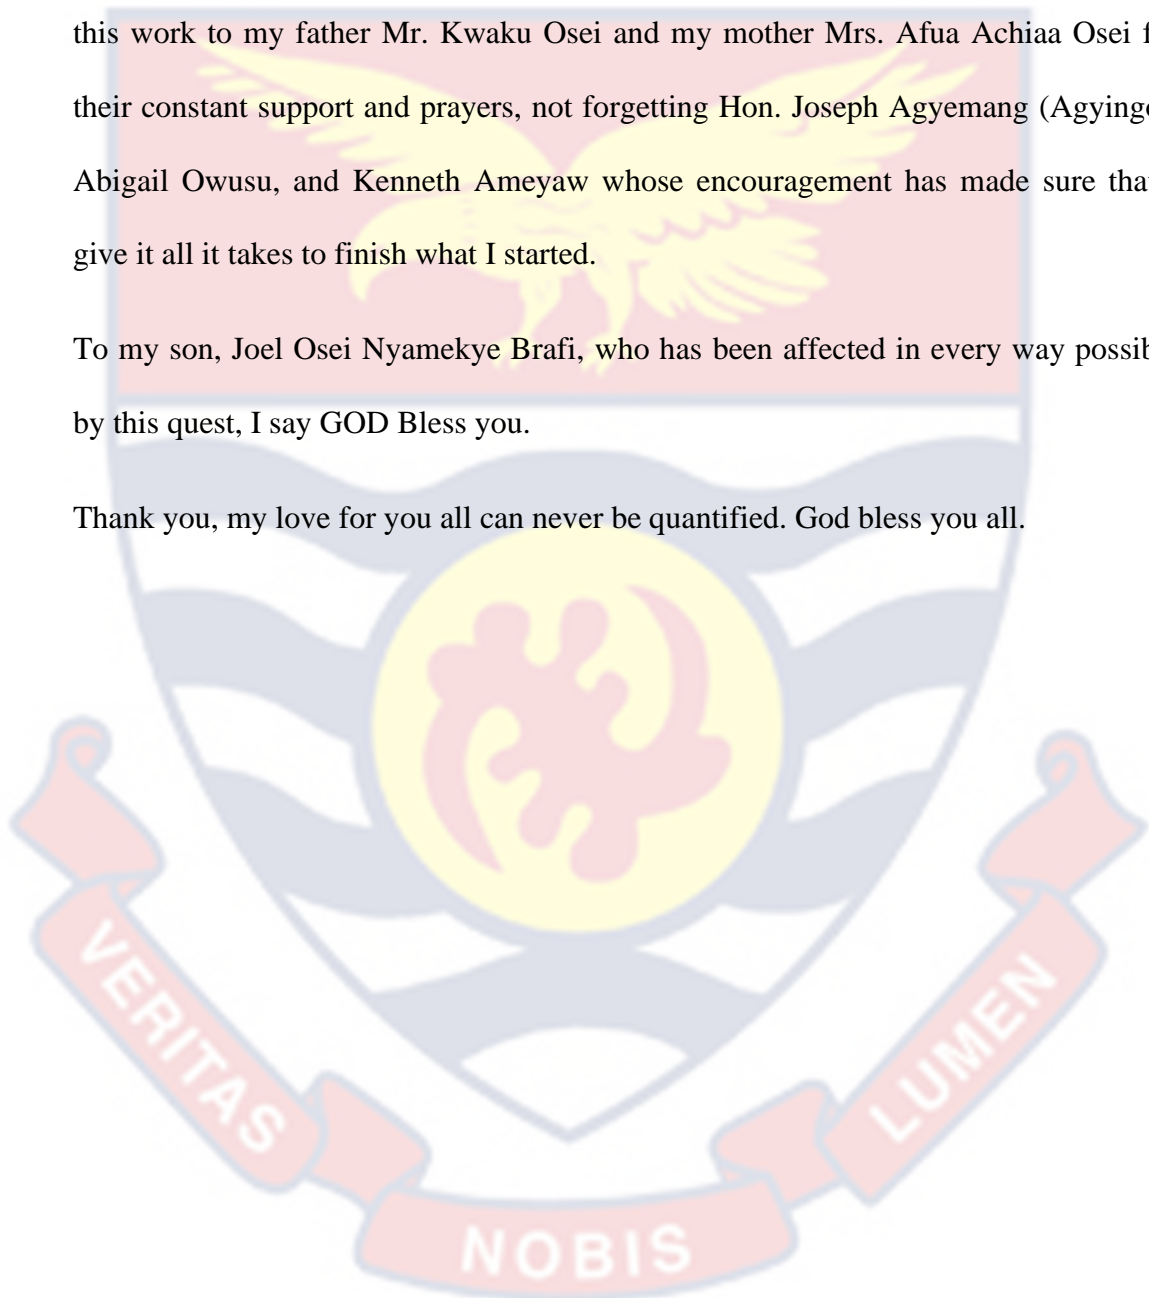 this work to my father Mr. Kwaku Osei and my mother Mrs. Afua Achiaa Osei
their constant support and prayers, not forgetting Hon. Joseph Agyemang
Abigail Owusu, and Kenneth Ameyaw whose encouragement has made sure
give it all it takes to finish what I started.
To my son, Joel Osei Nyamekye Brafi, who has been affected in every way
by this quest, I say GOD Bless you.
Thank you, my love for you all can never be quantified. God bless you all.
VERITAS
NOBIS
LUMEN